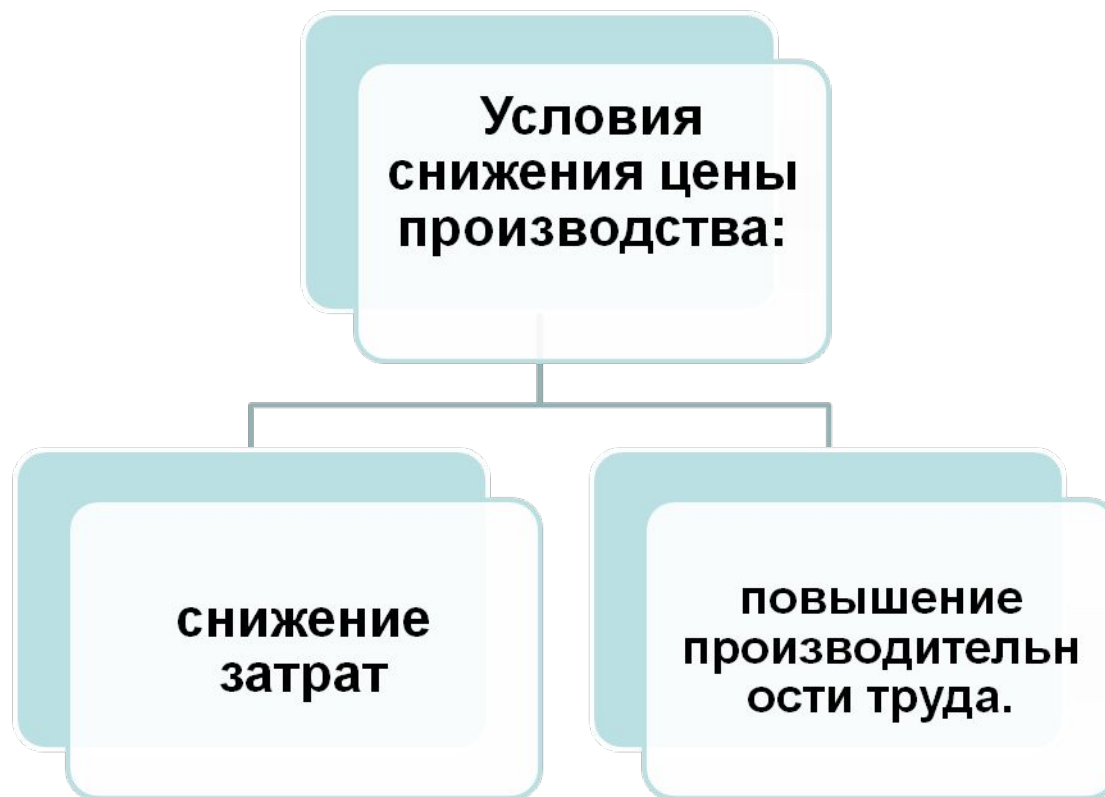 Условия
снижения цены
производства:
снижение
затрат
повышение
производительн
ости труда.